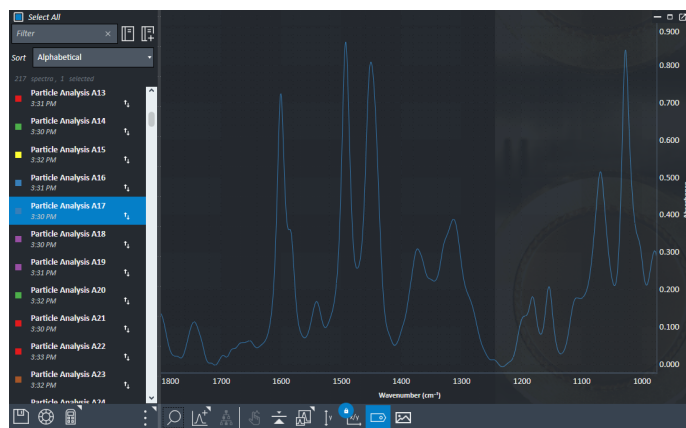 Select All
Filter
Sort Alphabetical
217 spectra, 1 selected
Particle Analysis A13
3:31 PM
Particle Analysis A14
3:30 PM
Particle Analysis A15
3:32 PM
Particle Analysis A16
3:31 PM
Particle Analysis A17
3:30 PM
Particle Analysis A18
3:30 PM
Particle Analysis A19
3:31 PM
Particle Analysis A20
3:32 PM
Particle Analysis A21
3:30 PM
Particle Analysis A22
3:33 PM
Particle Analysis A23
3:32 PM
Particle Analysis A24
0.900
0.800
0.700
0.600
0.500
0.400
0.300
0.200
0.100
0.000
1800 1700 1600 1500 1400 1300 1200 1100 1000
Wavenumber (cm⁻¹)
Y
X/Y